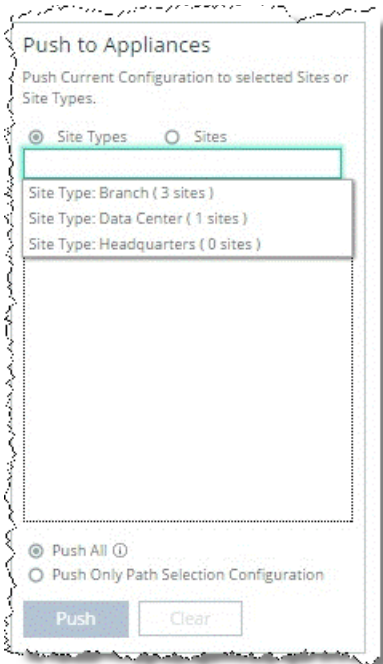 Push to Appliances
Push Current Configuration to selected Sites or
Site Types.
Site Types Sites
Site Type: Branch ( 3 sites )
Site Type: Data Center ( 1 sites )
Site Type: Headquarters ( 0 sites )
Push All
Push Only Path Selection Configuration
Push Clear